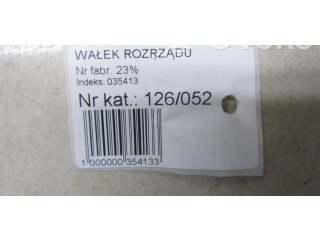 WAŁEK ROZRZĄDU
Nr fabr. 23%
Indeks: 035413
Nr kat.: 126/052
1 000000 354133